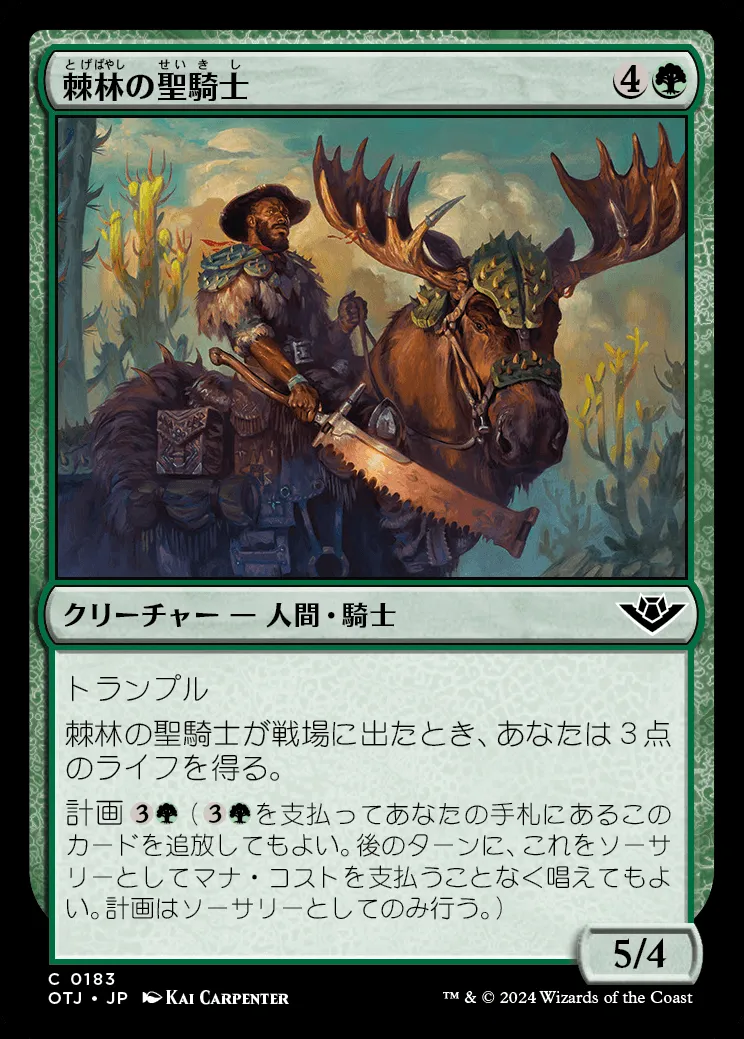 とげばやし せいきし
棘林の聖騎士 4
クリーチャー — 人間・騎士
トランプル
棘林の聖騎士が戦場に出たとき、あなたは３点
のライフを得る。
計画 3 ( 3 を支払ってあなたの手札にあるこの
カードを追放してもよい。後のターンに、これをソーサ
リーとしてマナ・コストを支払うことなく唱えてもよ
い。計画はソーサリーとしてのみ行う。)
5/4
C 0183
OTJ • JP KAI CARPENTER
™ & © 2024 Wizards of the Coast